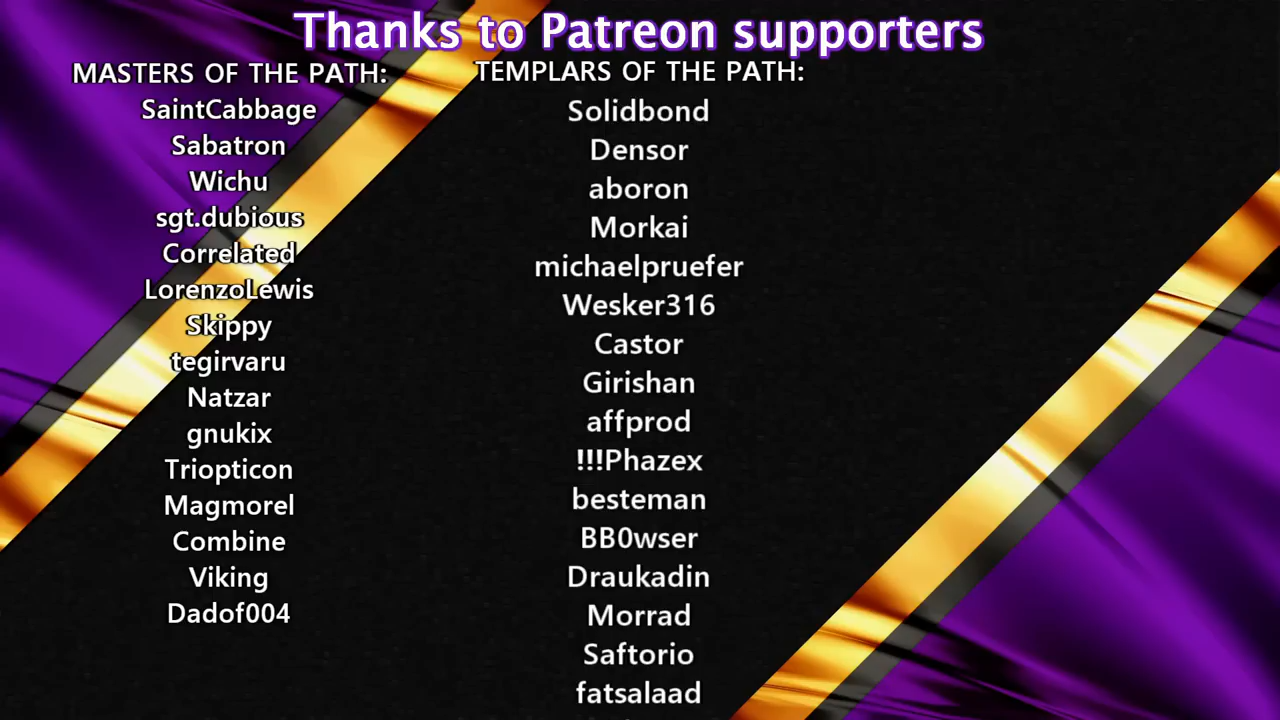 Thanks to Patreon supporters
MASTERS OF THE PATH:
SaintCabbage
Sabatron
Wichu
sgt.dubious
Correlated
LorenzoLewis
Skippy
tegirvaru
Natzar
gnukix
Triopticon
Magmorel
Combine
Viking
Dadof004
TEMPLARS OF THE PATH:
Solidbond
Densor
aboron
Morkai
michaelpruefer
Wesker316
Castor
Girishan
affprod
!!!Phazex
besteman
BB0wser
Draukadin
Morrad
Saftorio
fatsalaad